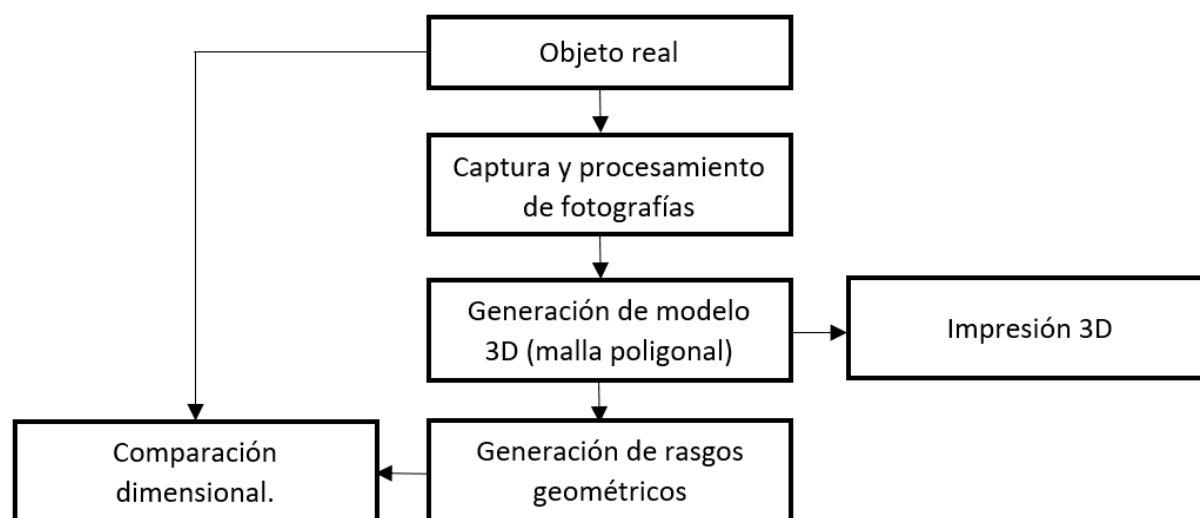 Objeto real
Captura y procesamiento
de fotografías
Generación de modelo
3D (malla poligonal)
Impresión 3D
Comparación
dimensional.
Generación de rasgos
geométricos